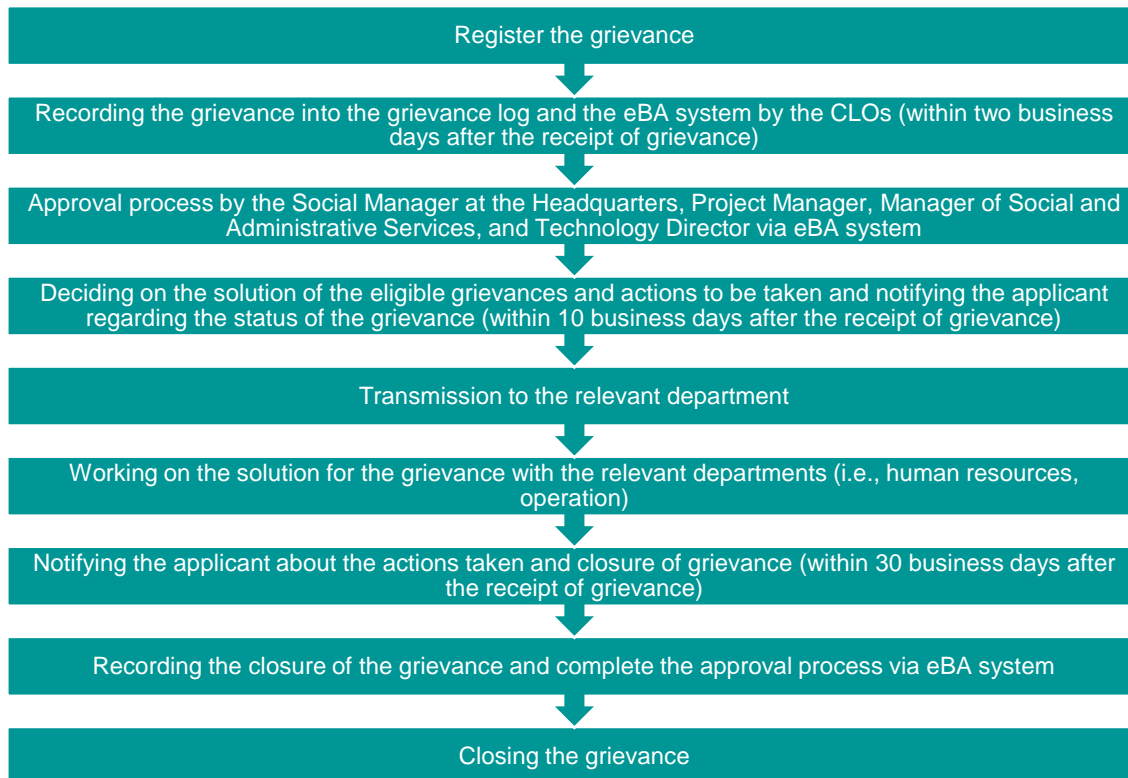 Register the grievance
Recording the grievance into the grievance log and the eBA system by the CLOs (within two business
days after the receipt of grievance)
Approval process by the Social Manager at the Headquarters, Project Manager, Manager of Social and
Administrative Services, and Technology Director via eBA system
Deciding on the solution of the eligible grievances and actions to be taken and notifying the applicant
regarding the status of the grievance (within 10 business days after the receipt of grievance)
Transmission to the relevant department
Working on the solution for the grievance with the relevant departments (i.e., human resources,
operation)
Notifying the applicant about the actions taken and closure of grievance (within 30 business days after
the receipt of grievance)
Recording the closure of the grievance and complete the approval process via eBA system
Closing the grievance